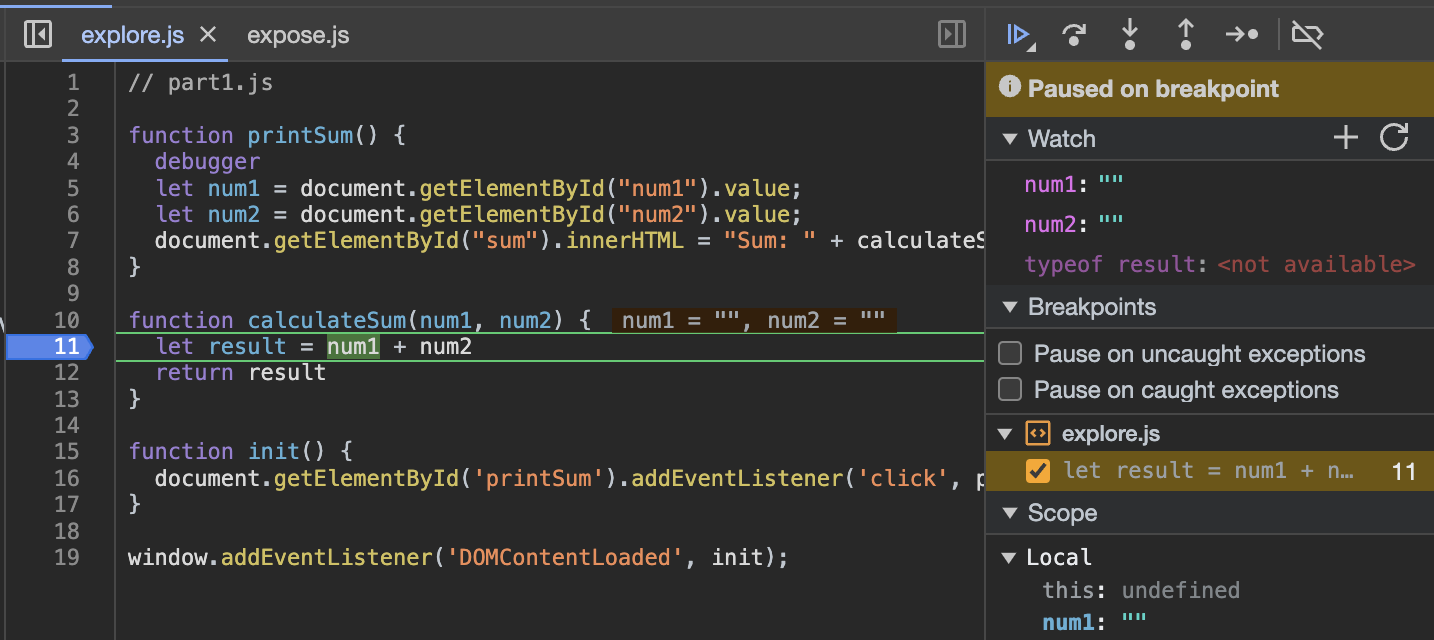 explore.js × expose.js
1 // part1.js
2
3 function printSum() {
4   debugger
5   let num1 = document.getElementById("num1").value;
6   let num2 = document.getElementById("num2").value;
7   document.getElementById("sum").innerHTML = "Sum: " + calculateS
8 }
9
10 function calculateSum(num1, num2) { num1 = "", num2 = ""
11   let result = num1 + num2
12   return result
13 }
14
15 function init() {
16   document.getElementById('printSum').addEventListener('click', p
17 }
18
19 window.addEventListener('DOMContentLoaded', init);
Paused on breakpoint
Watch
num1: ""
num2: ""
typeof result: <not available>
Breakpoints
Pause on uncaught exceptions
Pause on caught exceptions
explore.js
let result = num1 + n… 11
Scope
Local
this: undefined
num1: ""